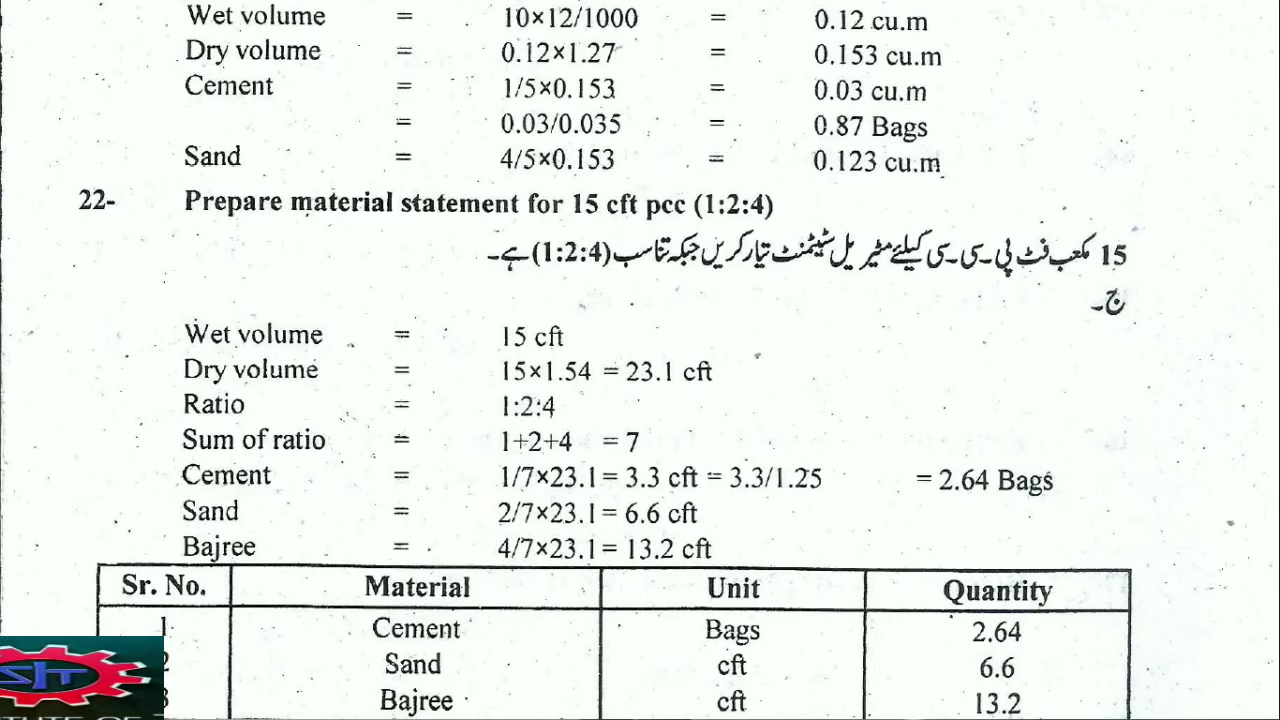 Wet volume = 10×12/1000 = 0.12 cu.m
Dry volume = 0.12×1.27 = 0.153 cu.m
Cement = 1/5×0.153 = 0.03 cu.m
= 0.03/0.035 = 0.87 Bags
Sand = 4/5×0.153 = 0.123 cu.m
22- Prepare material statement for 15 cft pcc (1:2:4)
15 مکعب فٹ پی۔سی۔سی کیلئے مٹیریل سٹیٹمنٹ تیار کریں جبکہ تناسب (1:2:4) ہے۔
ج۔
Wet volume = 15 cft
Dry volume = 15×1.54 = 23.1 cft
Ratio = 1:2:4
Sum of ratio = 1+2+4 = 7
Cement = 1/7×23.1= 3.3 cft = 3.3/1.25 = 2.64 Bags
Sand = 2/7×23.1= 6.6 cft
Bajree = 4/7×23.1= 13.2 cft
Sr. No. Material Unit Quantity
1 Cement Bags 2.64
2 Sand cft 6.6
3 Bajree cft 13.2